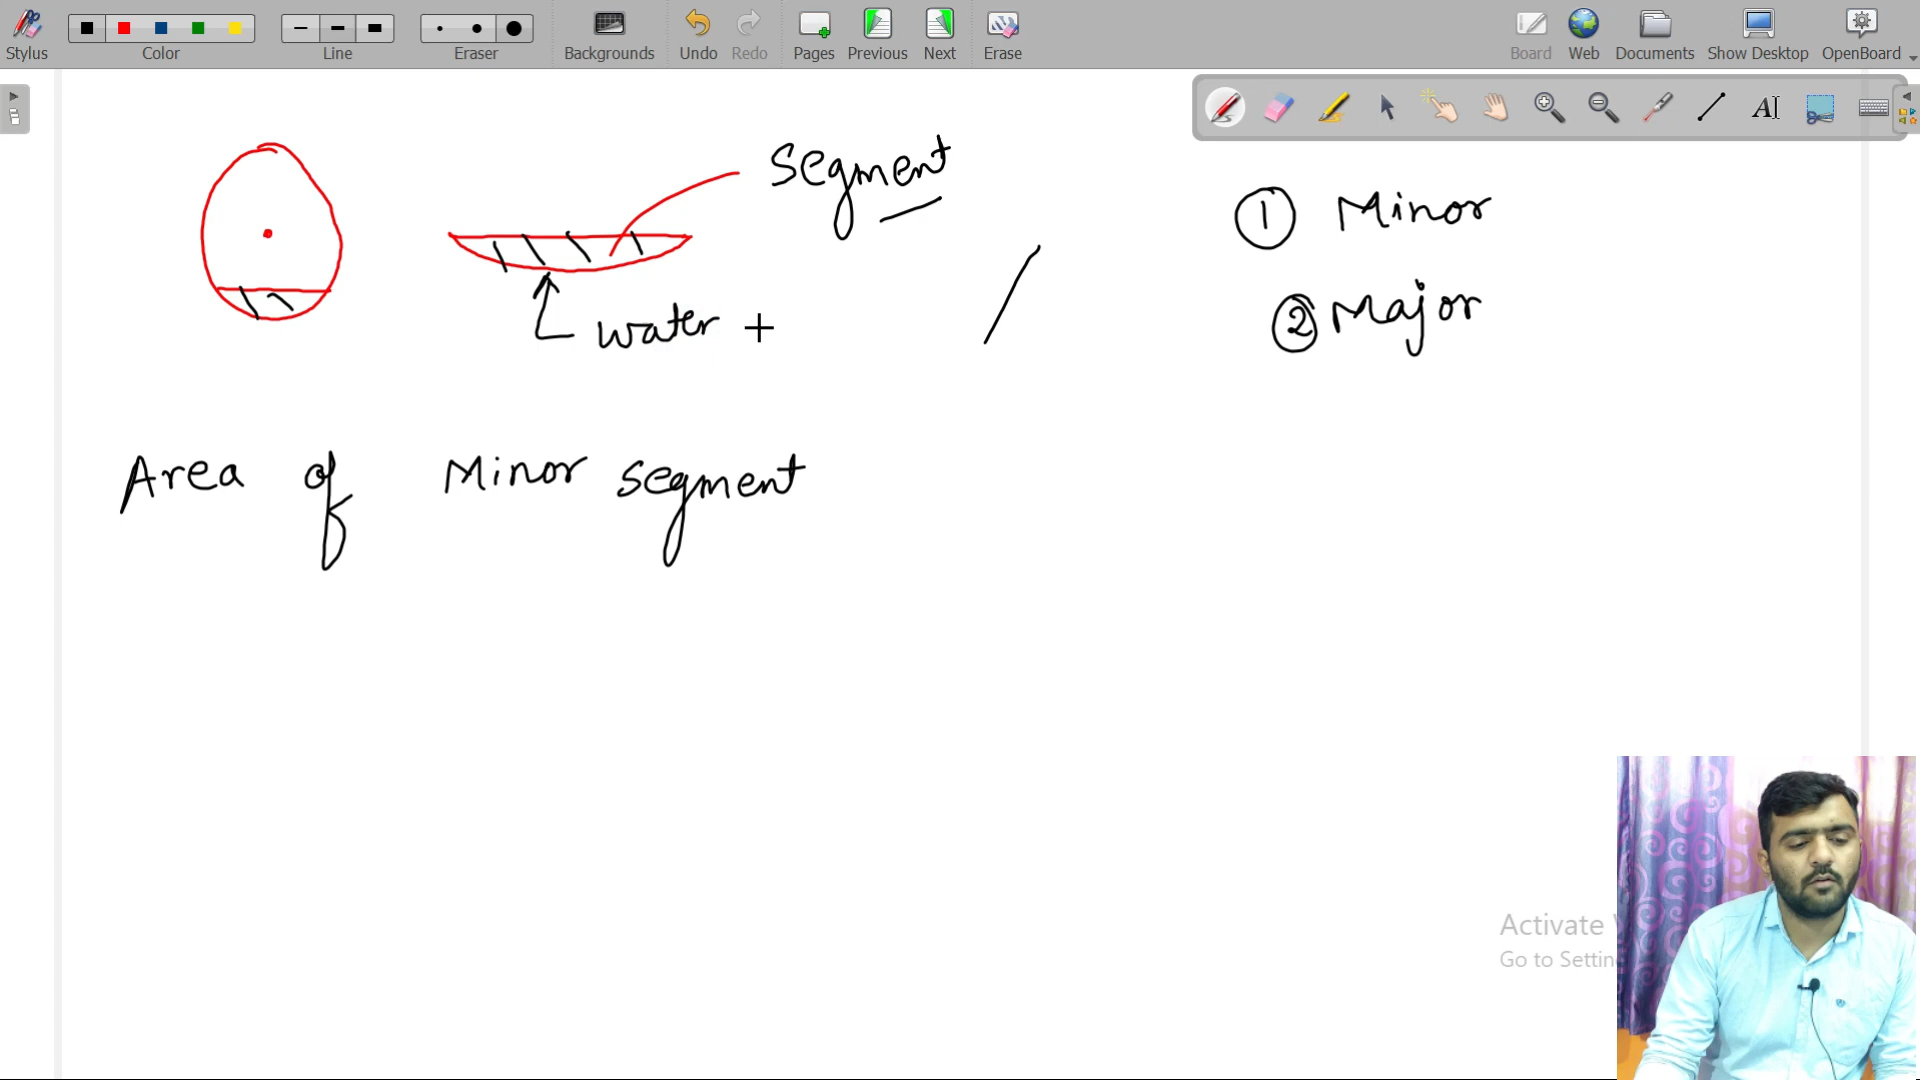 Stylus
Color
Line
Eraser
Backgrounds
Undo
Redo
Pages
Previous
Next
Erase
Board
Web
Documents
Show Desktop
OpenBoard
segment
water +
① Minor
② Major
Area of Minor segment
Activate
Go to Settin